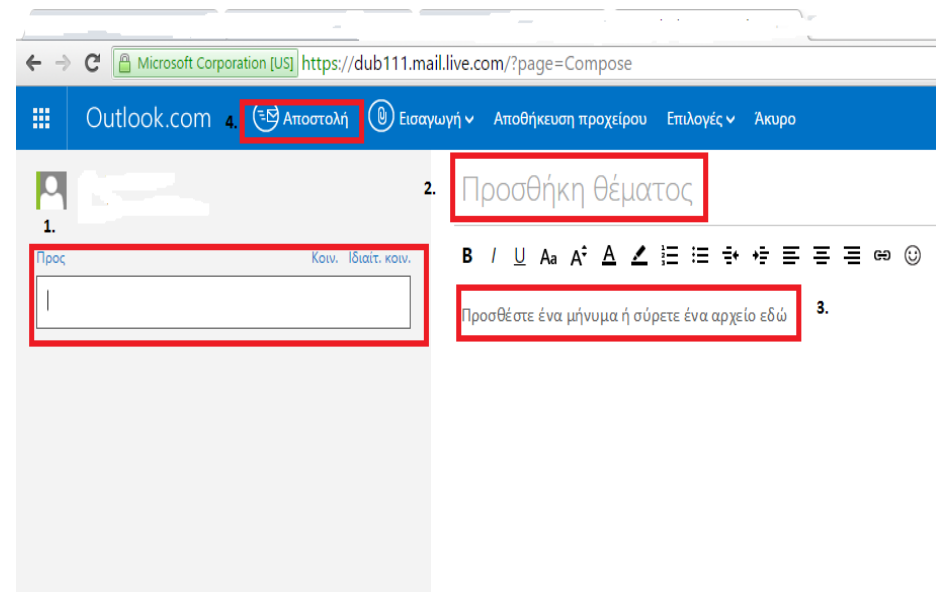 Microsoft Corporation [US] https://dub111.mail.live.com/?page=Compose
Outlook.com 4. Αποστολή Εισαγωγή Αποθήκευση προχείρου Επιλογές Άκυρο
2. Προσθήκη θέματος
1.
Προς Κοιν. Ιδιαίτ. κοιν.
B I U Aa A A
Προσθέστε ένα μήνυμα ή σύρετε ένα αρχείο εδώ 3.